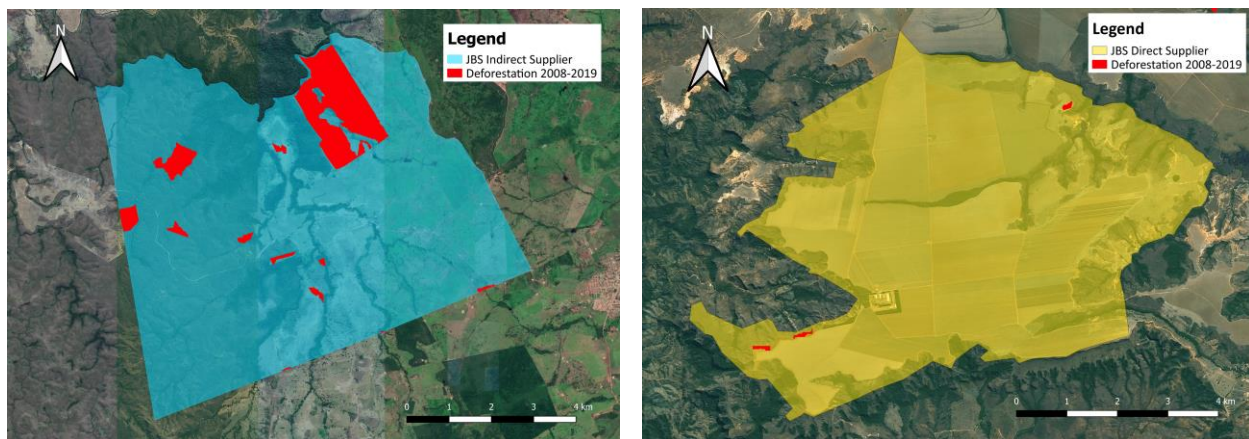 N
Legend
JBS Indirect Supplier
Deforestation 2008-2019
0 1 2 3 4 km
N
Legend
JBS Direct Supplier
Deforestation 2008-2019
0 1 2 3 4 km